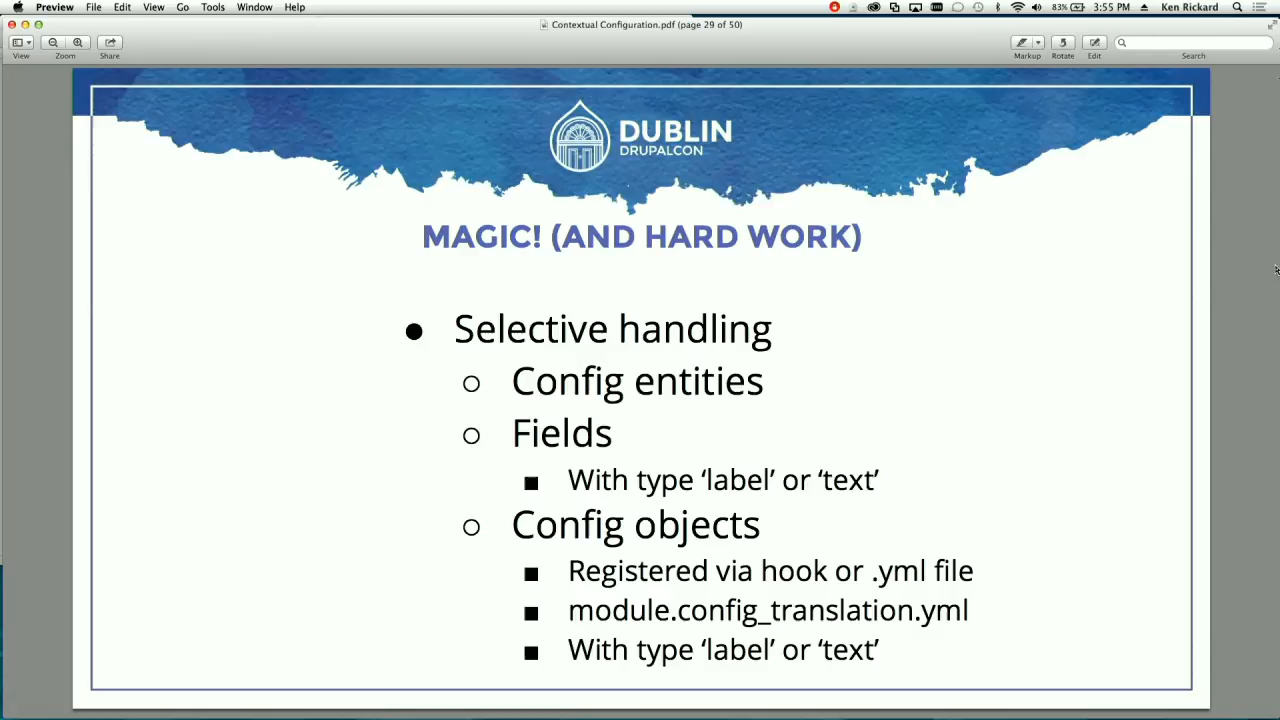 Preview File Edit View Go Tools Window Help 83% 3:55 PM Ken Rickard
Contextual Configuration.pdf (page 29 of 50)
View Zoom Share Markup Rotate Edit Search
DUBLIN
DRUPALCON
MAGIC! (AND HARD WORK)
● Selective handling
○ Config entities
○ Fields
■ With type ‘label’ or ‘text’
○ Config objects
■ Registered via hook or .yml file
■ module.config_translation.yml
■ With type ‘label’ or ‘text’